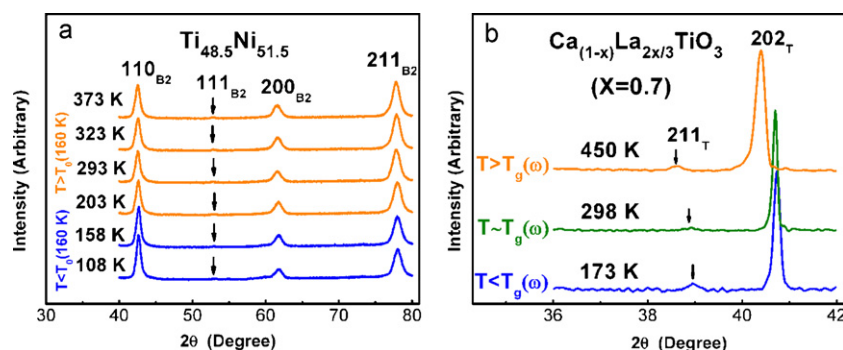 a
Ti48.5Ni51.5
110B2
111B2
200B2
211B2
373 K
323 K
293 K
203 K
158 K
108 K
T>T0(160 K)
T<T0(160 K)
Intensity (Arbitrary)
30 40 50 60 70 80
2θ (Degree)
b
Ca(1-x)La2x/3TiO3
(X=0.7)
202T
211T
450 K
298 K
173 K
T>Tg(ω)
T~Tg(ω)
T<Tg(ω)
Intensity (Arbitrary)
36 38 40 42
2θ (Degree)